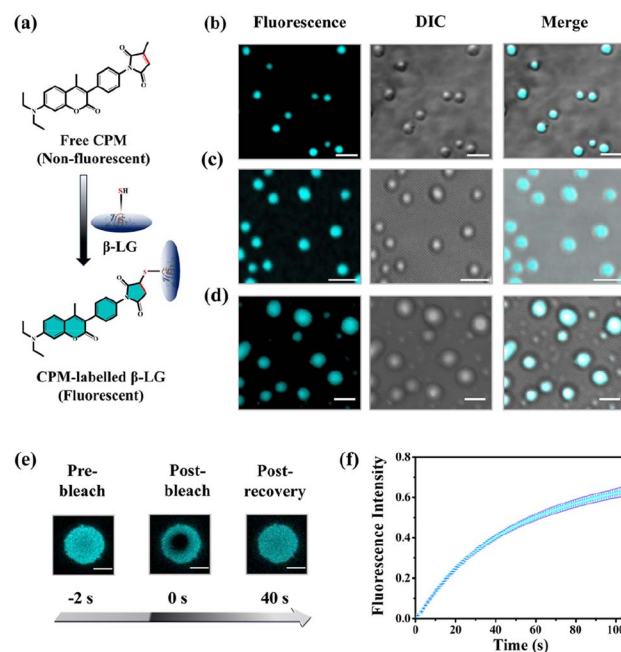 (a)
O
N
O
N
O
O
Free CPM
(Non-fluorescent)
SH
β-LG
S
O
N
O
N
O
O
CPM-labelled β-LG
(Fluorescent)
(b)
Fluorescence
DIC
Merge
(c)
(d)
(e)
Pre-
bleach
Post-
bleach
Post-
recovery
-2 s
0 s
40 s
(f)
Fluorescence Intensity
0.8
0.6
0.4
0.2
0.0
0
20
40
60
80
100
Time (s)